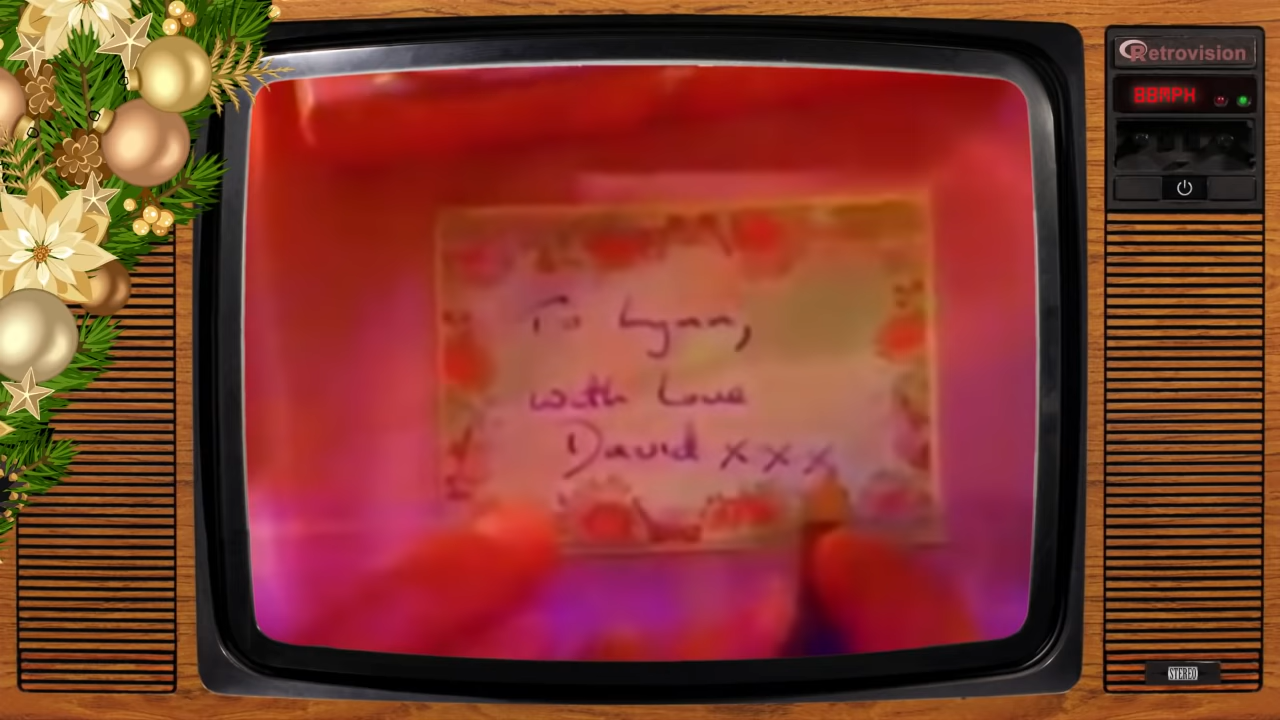 Retrovision
88MPH
To Lynn,
with Love
David x x x
STEREO